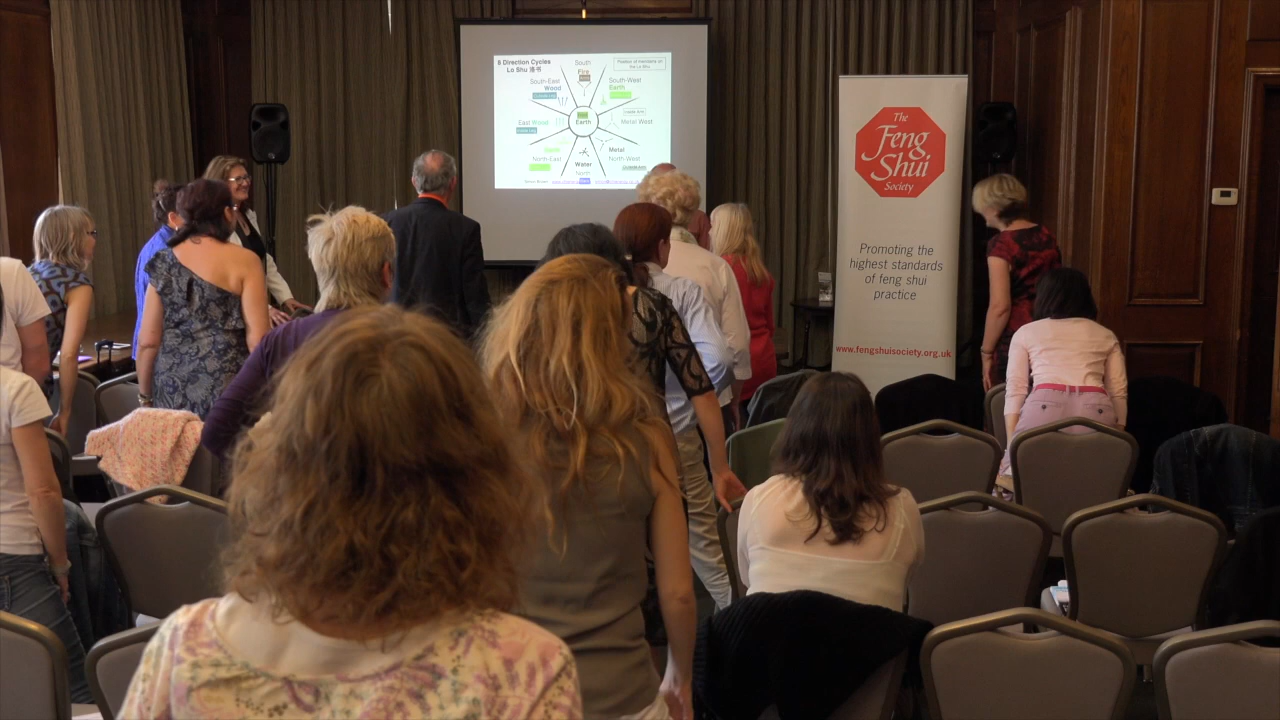 8 Direction Cycles
Lo Shu 洛书
South
Fire
South-East
Wood
South-West
Earth
East Wood
Earth
Metal West
North-East
Water
North
Metal
North-West
The
Feng
Shui
Society
Promoting the
highest standards
of feng shui
practice
www.fengshuisociety.org.uk